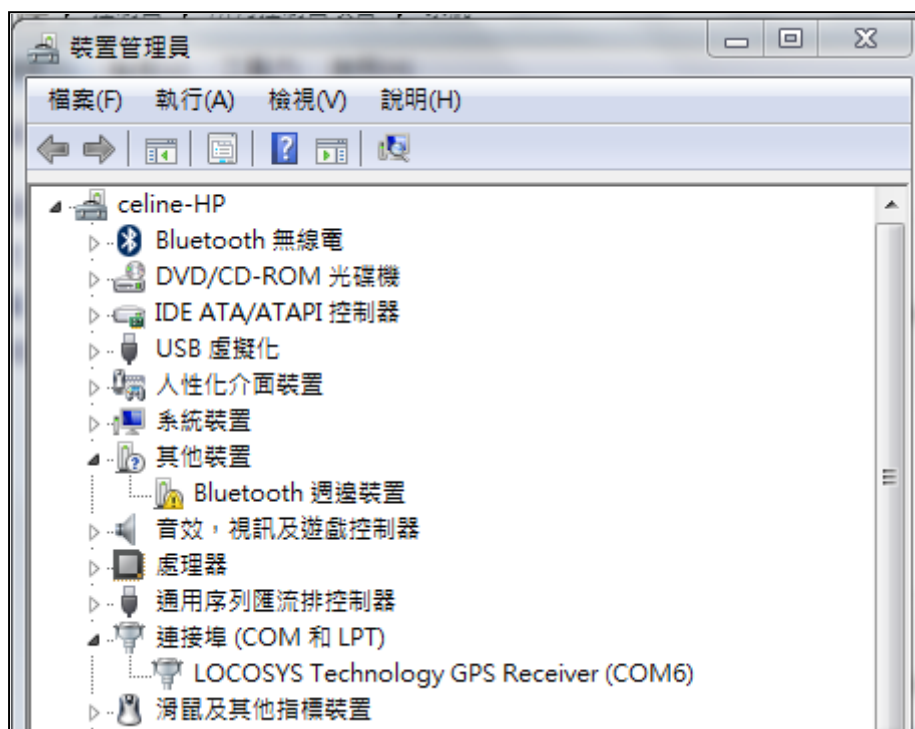 裝置管理員
檔案(F) 執行(A) 檢視(V) 說明(H)
celine-HP
Bluetooth 無線電
DVD/CD-ROM 光碟機
IDE ATA/ATAPI 控制器
USB 虛擬化
人性化介面裝置
系統裝置
其他裝置
Bluetooth 週邊裝置
音效，視訊及遊戲控制器
處理器
通用序列匯流排控制器
連接埠 (COM 和 LPT)
LOCOSYS Technology GPS Receiver (COM6)
滑鼠及其他指標裝置